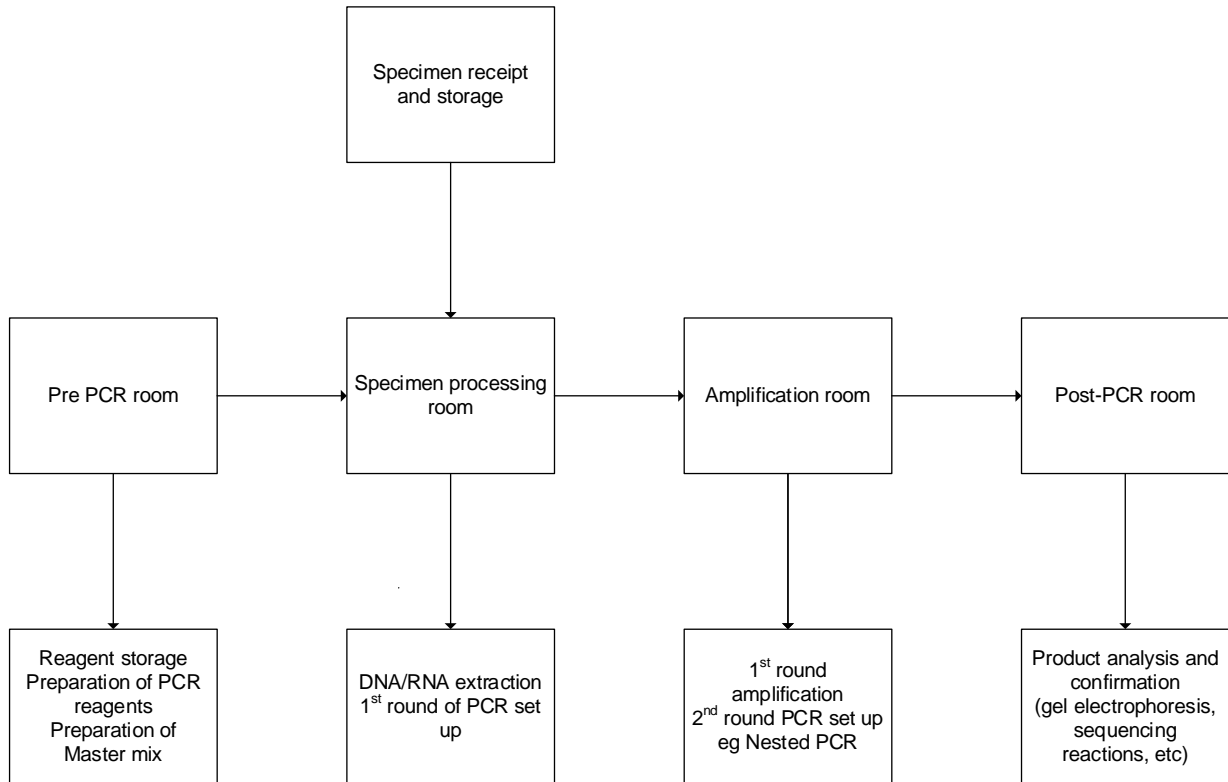 Specimen receipt
and storage
Pre PCR room
Specimen processing
room
Amplification room
Post-PCR room
Reagent storage
Preparation of PCR
reagents
Preparation of
Master mix
DNA/RNA extraction
1st round of PCR set
up
1st round
amplification
2nd round PCR set up
eg Nested PCR
Product analysis and
confirmation
(gel electrophoresis,
sequencing
reactions, etc)